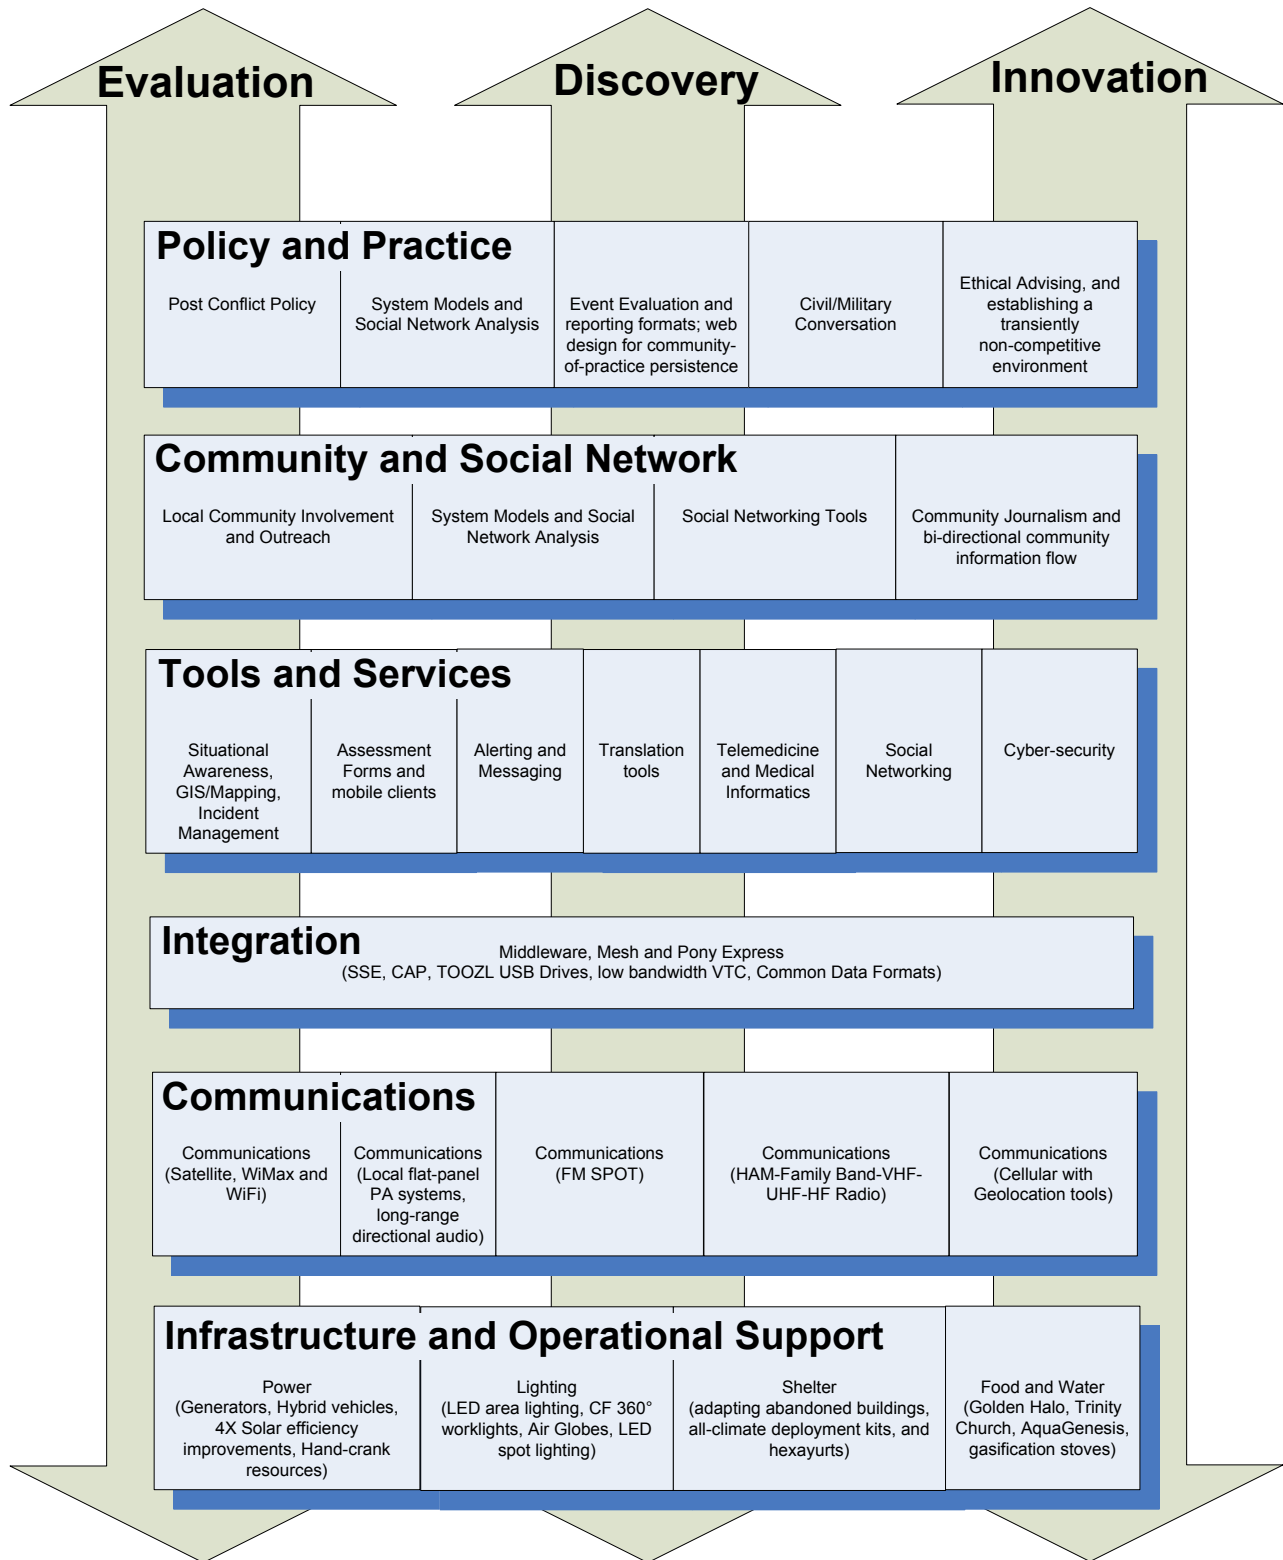 Evaluation
Discovery
Innovation
Policy and Practice
Post Conflict Policy
System Models and
Social Network Analysis
Event Evaluation and
reporting formats; web
design for community-
of-practice persistence
Civil/Military
Conversation
Ethical Advising, and
establishing a
transiently
non-competitive
environment
Community and Social Network
Local Community Involvement
and Outreach
System Models and Social
Network Analysis
Social Networking Tools
Community Journalism and
bi-directional community
information flow
Tools and Services
Situational
Awareness,
GIS/Mapping,
Incident
Management
Assessment
Forms and
mobile clients
Alerting and
Messaging
Translation
tools
Telemedicine
and Medical
Informatics
Social
Networking
Cyber-security
Integration
Middleware, Mesh and Pony Express
(SSE, CAP, TOOZL USB Drives, low bandwidth VTC, Common Data Formats)
Communications
Communications
(Satellite, WiMax and
WiFi)
Communications
(Local flat-panel
PA systems,
long-range
directional audio)
Communications
(FM SPOT)
Communications
(HAM-Family Band-VHF-
UHF-HF Radio)
Communications
(Cellular with
Geolocation tools)
Infrastructure and Operational Support
Power
(Generators, Hybrid vehicles,
4X Solar efficiency
improvements, Hand-crank
resources)
Lighting
(LED area lighting, CF 360°
worklights, Air Globes, LED
spot lighting)
Shelter
(adapting abandoned buildings,
all-climate deployment kits, and
hexayurts)
Food and Water
(Golden Halo, Trinity
Church, AquaGenesis,
gasification stoves)